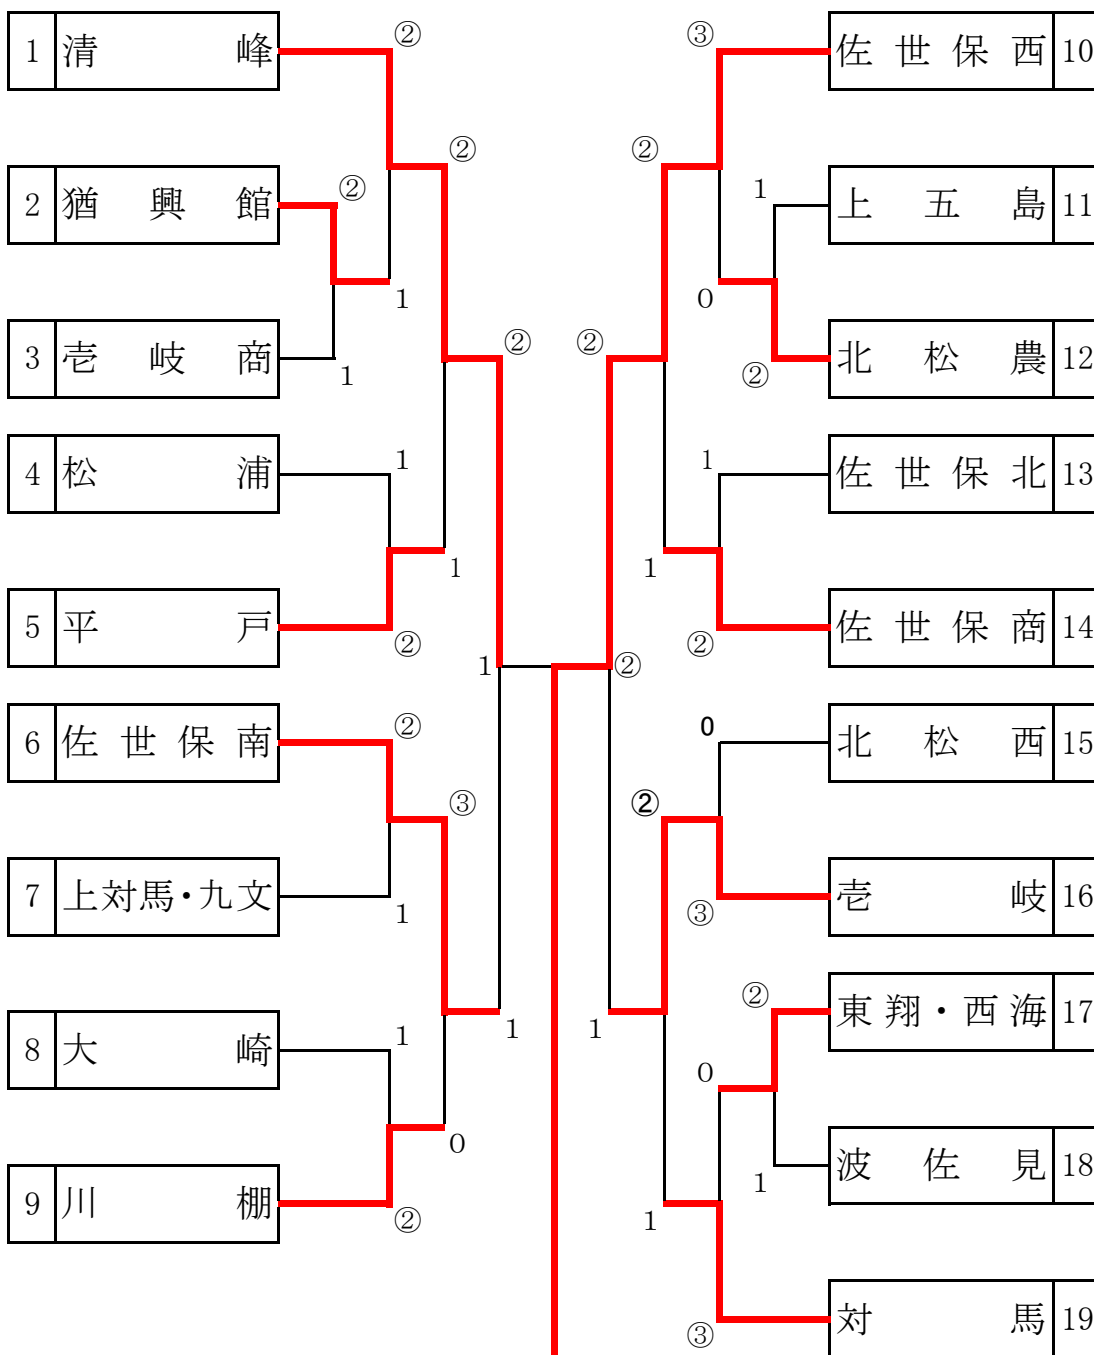 1 清峰
②
③
佐世保西 10
②
②
2 猶興館
②
1
上五島 11
1
0
3 壱岐商
1
②
②
②
北松農 12
4 松浦
1
1
佐世保北 13
1
1
5 平戸
②
②
佐世保商 14
1
②
6 佐世保南
②
0
北松西 15
③
②
7 上対馬・九文
1
③
壱岐 16
8 大崎
1
1
1
②
東翔・西海 17
0
0
9 川棚
②
1
1
波佐見 18
③
対馬 19